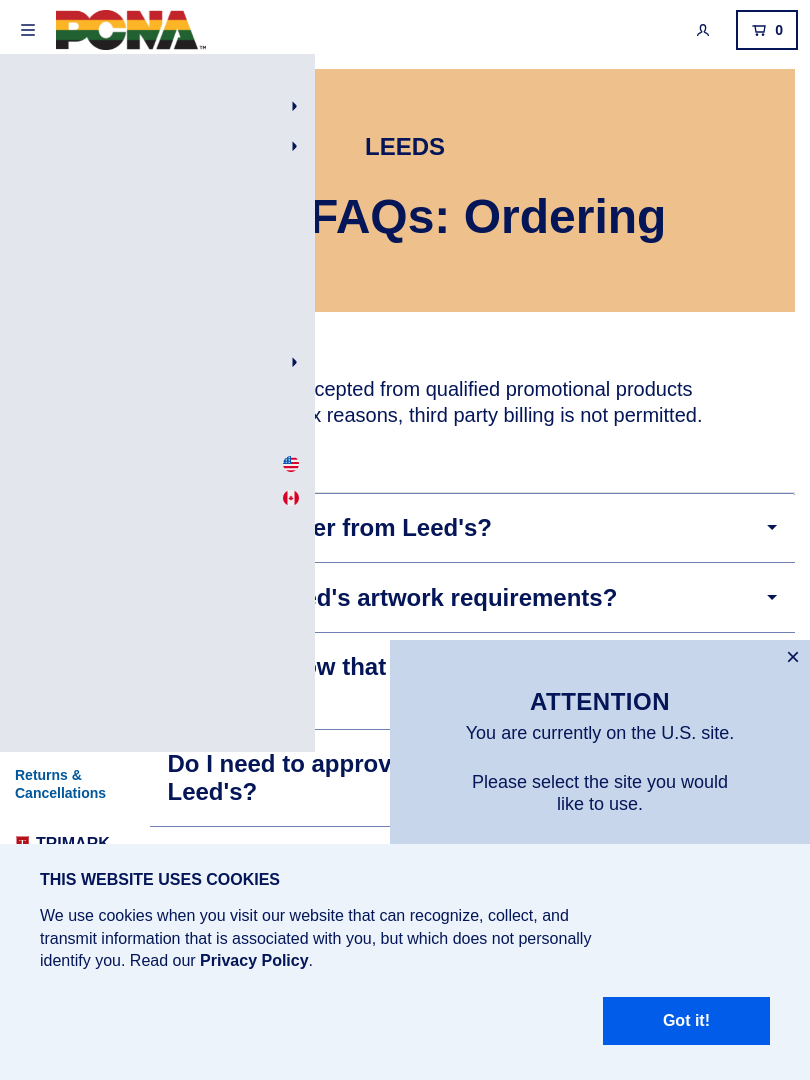 PCNA
TM
0
LEEDS
FAQs: Ordering
cepted from qualified promotional products
x reasons, third party billing is not permitted.
er from Leed's?
ed's artwork requirements?
ow that
Do I need to approv
Leed's?
Returns &
Cancellations
TRIMARK
ATTENTION
You are currently on the U.S. site.
Please select the site you would
like to use.
THIS WEBSITE USES COOKIES
We use cookies when you visit our website that can recognize, collect, and
transmit information that is associated with you, but which does not personally
identify you. Read our Privacy Policy.
Got it!